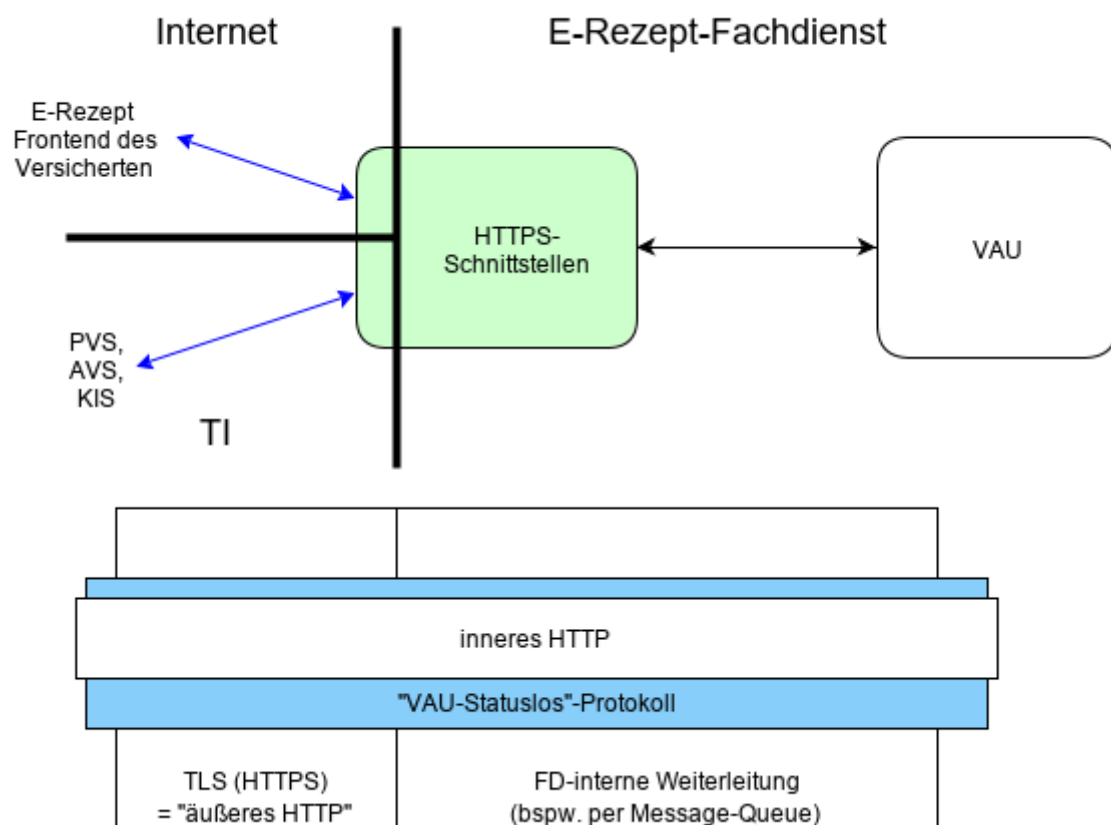 Internet
E-Rezept-Fachdienst
E-Rezept
Frontend des
Versicherten
HTTPS-
Schnittstellen
VAU
PVS,
AVS,
KIS
TI
inneres HTTP
"VAU-Statuslos"-Protokoll
TLS (HTTPS)
= "äußeres HTTP"
FD-interne Weiterleitung
(bspw. per Message-Queue)